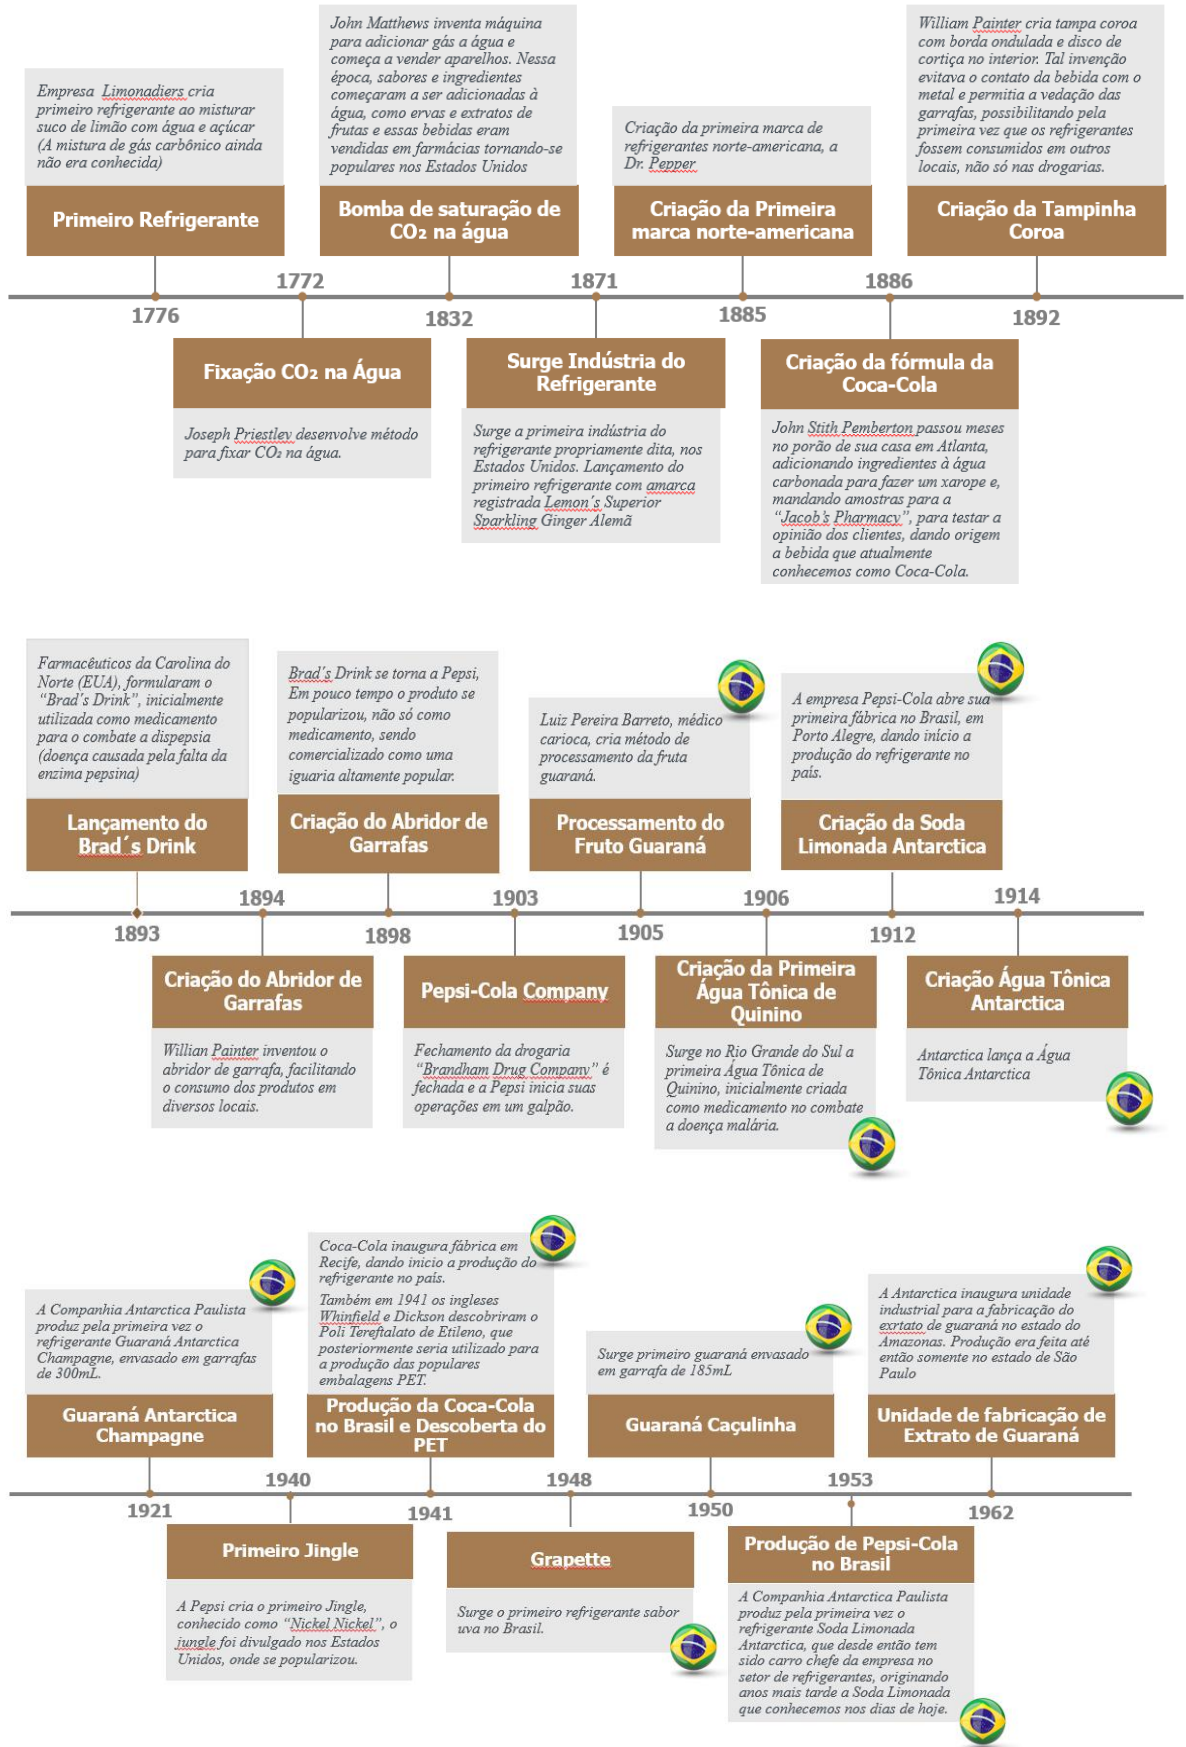 Empresa Limonadiers cria
primeiro refrigerante ao misturar
suco de limão com água e açúcar
(A mistura de gás carbônico ainda
não era conhecida)
Primeiro Refrigerante
1776
1772
Fixação CO₂ na Água
Joseph Priestley desenvolve método
para fixar CO₂ na água.
John Matthews inventa máquina
para adicionar gás a água e
começa a vender aparelhos. Nessa
época, sabores e ingredientes
começaram a ser adicionadas à
água, como ervas e extratos de
frutas e essas bebidas eram
vendidas em farmácias tornando-se
populares nos Estados Unidos
Bomba de saturação de
CO₂ na água
1832
1871
Surge Indústria do
Refrigerante
Surge a primeira indústria do
refrigerante propriamente dita, nos
Estados Unidos. Lançamento do
primeiro refrigerante com amarca
registrada Lemon´s Superior
Sparkling Ginger Alemã
Criação da primeira marca de
refrigerantes norte-americana, a
Dr. Pepper
Criação da Primeira
marca norte-americana
1885
1886
Criação da fórmula da
Coca-Cola
John Stith Pemberton passou meses
no porão de sua casa em Atlanta,
adicionando ingredientes à água
carbonada para fazer um xarope e,
mandando amostras para a
“Jacob’s Pharmacy”, para testar a
opinião dos clientes, dando origem
a bebida que atualmente
conhecemos como Coca-Cola.
William Painter cria tampa coroa
com borda ondulada e disco de
cortiça no interior. Tal invenção
evitava o contato da bebida com o
metal e permitia a vedação das
garrafas, possibilitando pela
primeira vez que os refrigerantes
fossem consumidos em outros
locais, não só nas drogarias.
Criação da Tampinha
Coroa
1892
Farmacêuticos da Carolina do
Norte (EUA), formularam o
“Brad's Drink”, inicialmente
utilizada como medicamento
para o combate a dispepsia
(doença causada pela falta da
enzima pepsina)
Lançamento do
Brad´s Drink
1893
1894
Criação do Abridor de
Garrafas
Willian Painter inventou o
abridor de garrafa, facilitando
o consumo dos produtos em
diversos locais.
Brad´s Drink se torna a Pepsi,
Em pouco tempo o produto se
popularizou, não só como
medicamento, sendo
comercializado como uma
iguaria altamente popular.
Criação do Abridor de
Garrafas
1898
1903
Pepsi-Cola Company
Fechamento da drogaria
“Brandham Drug Company” é
fechada e a Pepsi inicia suas
operações em um galpão.
Luiz Pereira Barreto, médico
carioca, cria método de
processamento da fruta
guaraná.
Processamento do
Fruto Guaraná
1905
1906
Criação da Primeira
Água Tônica de
Quinino
Surge no Rio Grande do Sul a
primeira Água Tônica de
Quinino, inicialmente criada
como medicamento no combate
a doença malária.
A empresa Pepsi-Cola abre sua
primeira fábrica no Brasil, em
Porto Alegre, dando início a
produção do refrigerante no
país.
Criação da Soda
Limonada Antarctica
1912
1914
Criação Água Tônica
Antarctica
Antarctica lança a Água
Tônica Antarctica
A Companhia Antarctica Paulista
produz pela primeira vez o
refrigerante Guaraná Antarctica
Champagne, envasado em garrafas
de 300mL.
Guaraná Antarctica
Champagne
1921
1940
Primeiro Jingle
A Pepsi cria o primeiro Jingle,
conhecido como “Nickel Nickel”, o
jungle foi divulgado nos Estados
Unidos, onde se popularizou.
Coca-Cola inaugura fábrica em
Recife, dando inicio a produção do
refrigerante no país.
Também em 1941 os ingleses
Whinfield e Dickson descobriram o
Poli Tereftalato de Etileno, que
posteriormente seria utilizado para
a produção das populares
embalagens PET.
Produção da Coca-Cola
no Brasil e Descoberta do
PET
1941
1948
Grapette
Surge o primeiro refrigerante sabor
uva no Brasil.
Surge primeiro guaraná envasado
em garrafa de 185mL
Guaraná Caçulinha
1950
1953
Produção de Pepsi-Cola
no Brasil
A Companhia Antarctica Paulista
produz pela primeira vez o
refrigerante Soda Limonada
Antarctica, que desde então tem
sido carro chefe da empresa no
setor de refrigerantes, originando
anos mais tarde a Soda Limonada
que conhecemos nos dias de hoje.
A Antarctica inaugura unidade
industrial para a fabricação do
exrtato de guaraná no estado do
Amazonas. Produção era feita até
então somente no estado de São
Paulo
Unidade de fabricação de
Extrato de Guaraná
1962